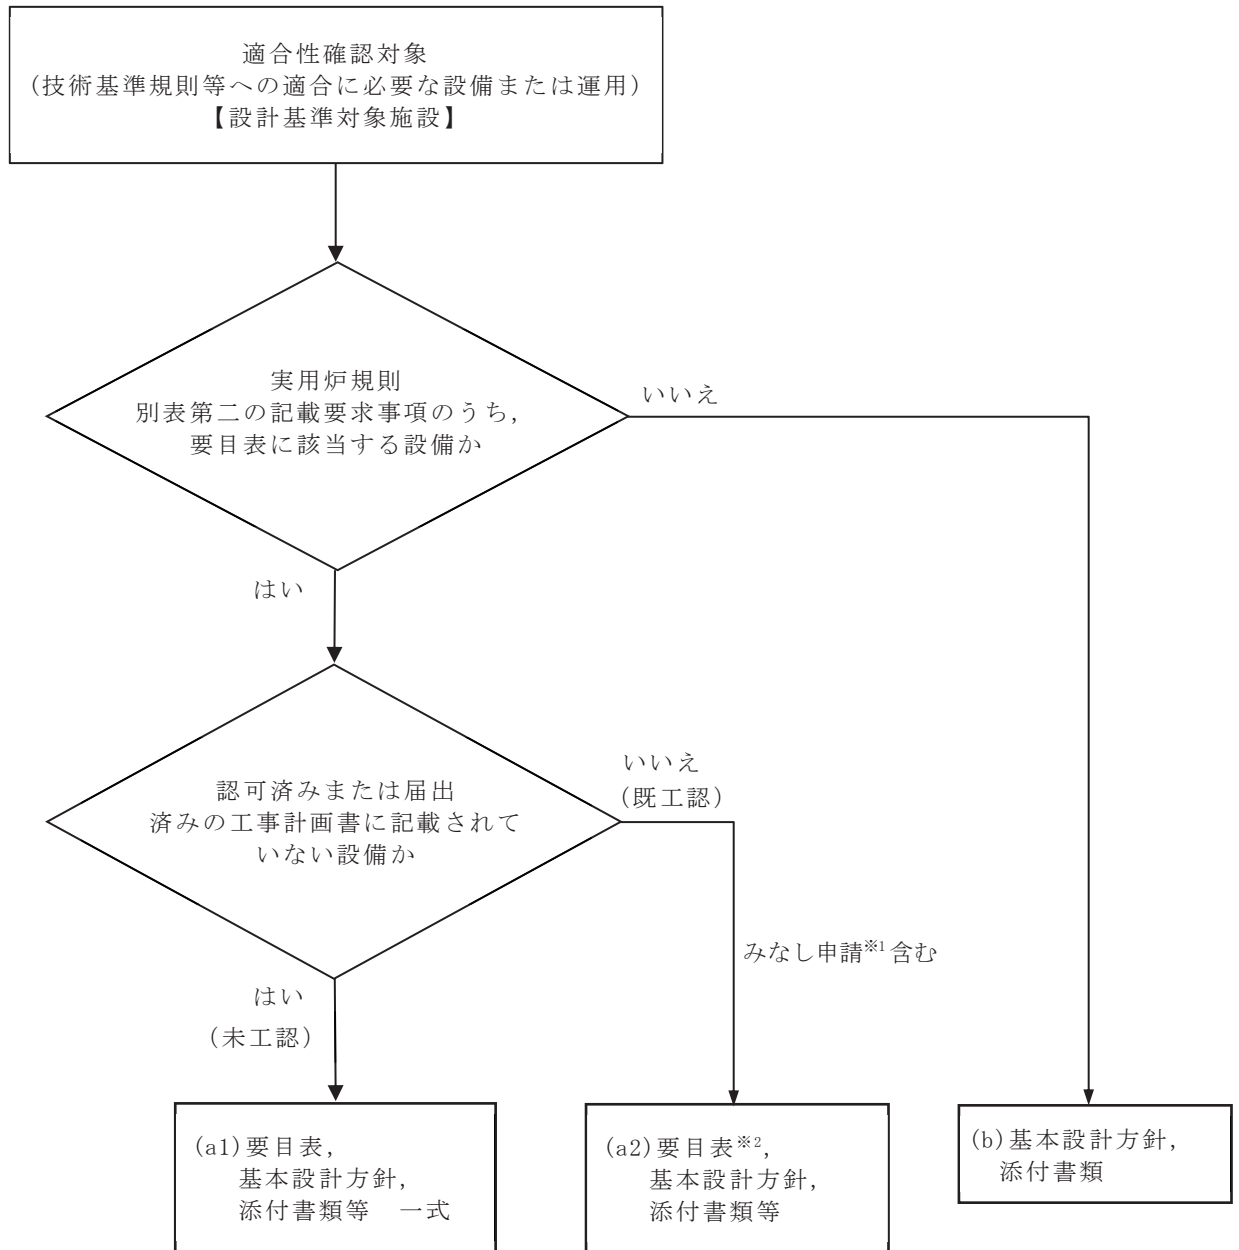 適合性確認対象
(技術基準規則等への適合に必要な設備または運用)
【設計基準対象施設】
実用炉規則
別表第二の記載要求事項のうち,
要目表に該当する設備か
いいえ
はい
認可済みまたは届出
済みの工事計画書に記載されて
いない設備か
いいえ
(既工認)
みなし申請※1含む
はい
(未工認)
(a1)要目表,
基本設計方針,
添付書類等　一式
(a2)要目表※2,
基本設計方針,
添付書類等
(b)基本設計方針,
添付書類